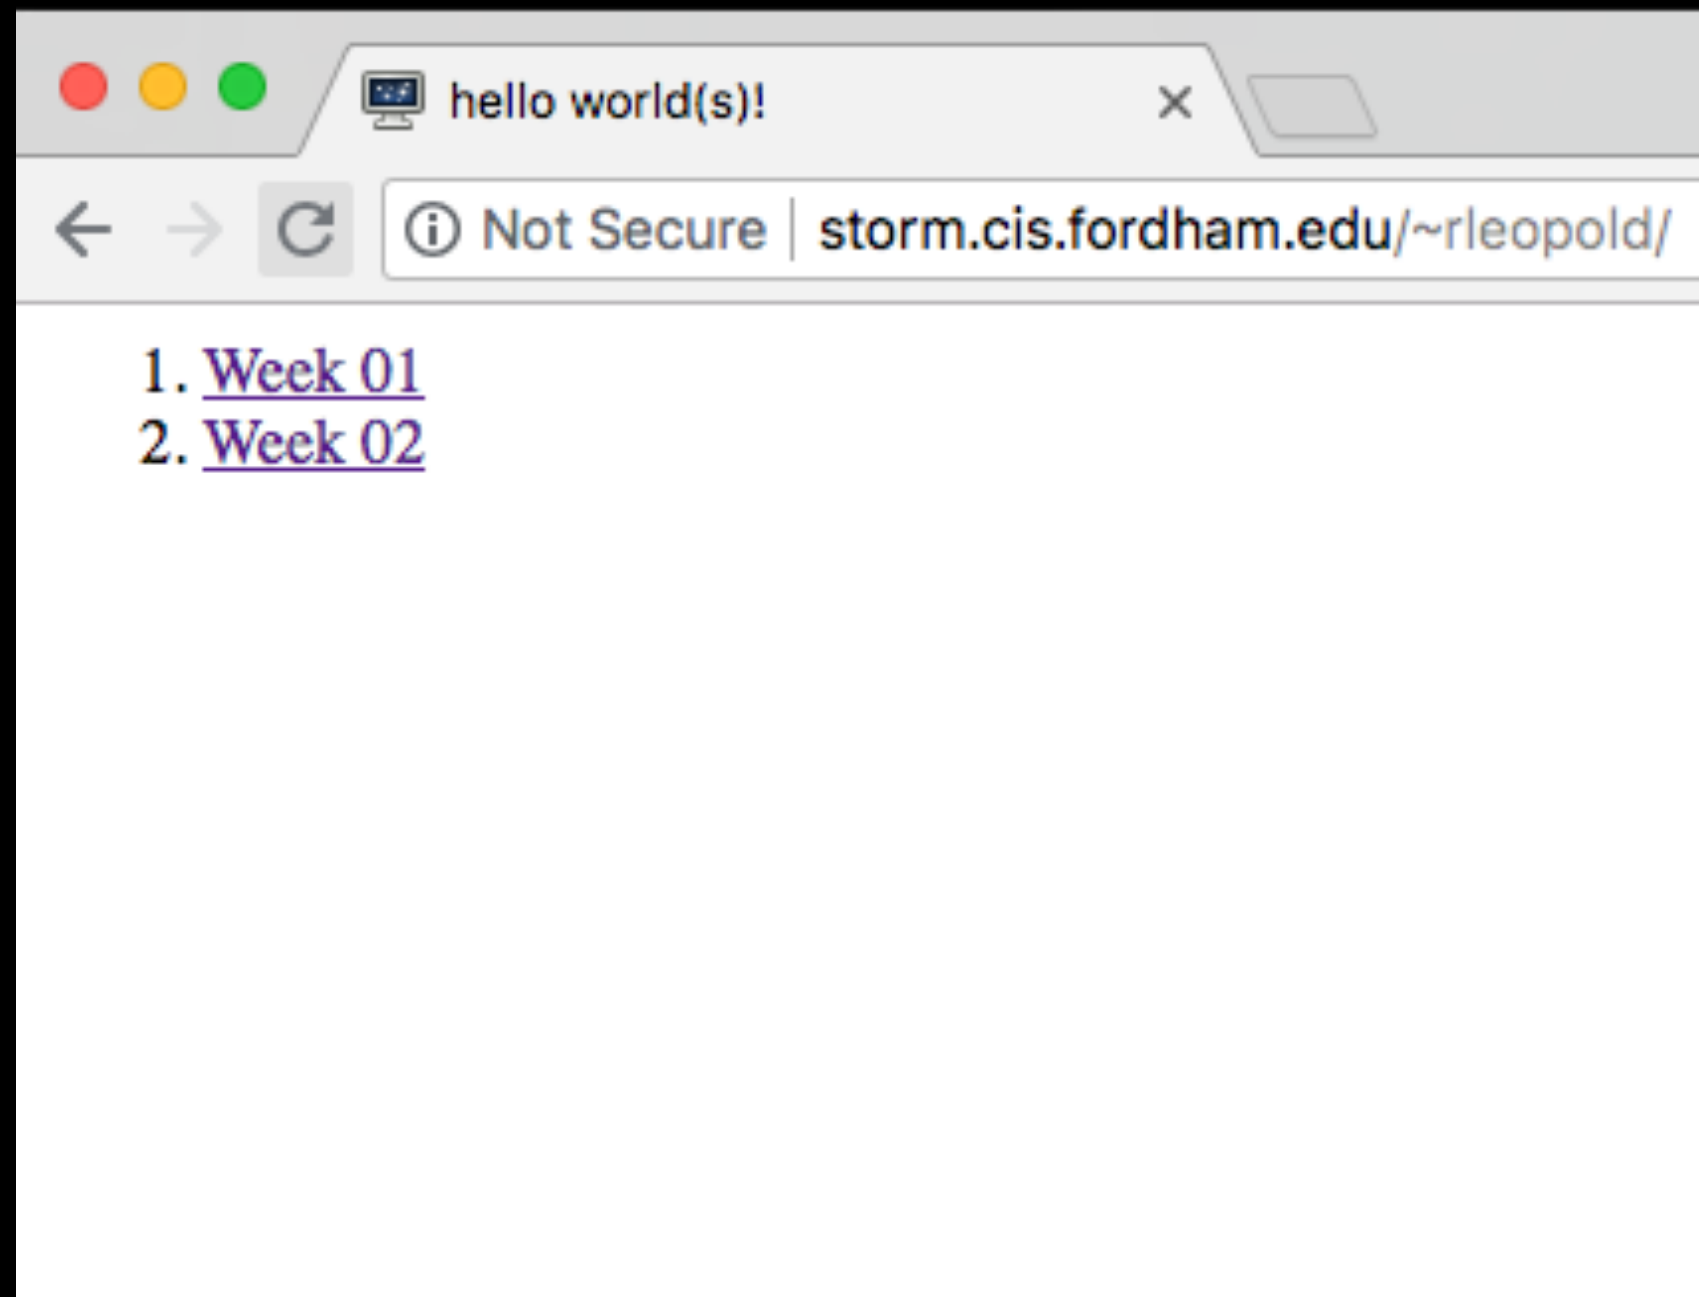 hello world(s)!
Not Secure | storm.cis.fordham.edu/~rleopold/
1. Week 01
2. Week 02